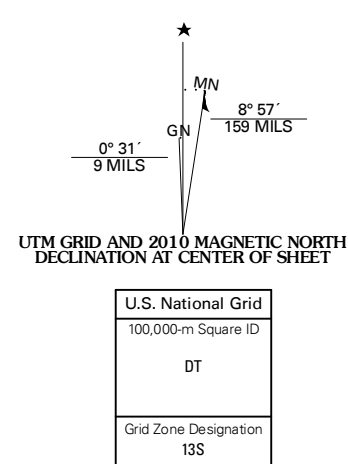 MN
8° 57´
159 MILS
GN
0° 31´
9 MILS
UTM GRID AND 2010 MAGNETIC NORTH
DECLINATION AT CENTER OF SHEET
U.S. National Grid
100,000-m Square ID
DT
Grid Zone Designation
13S